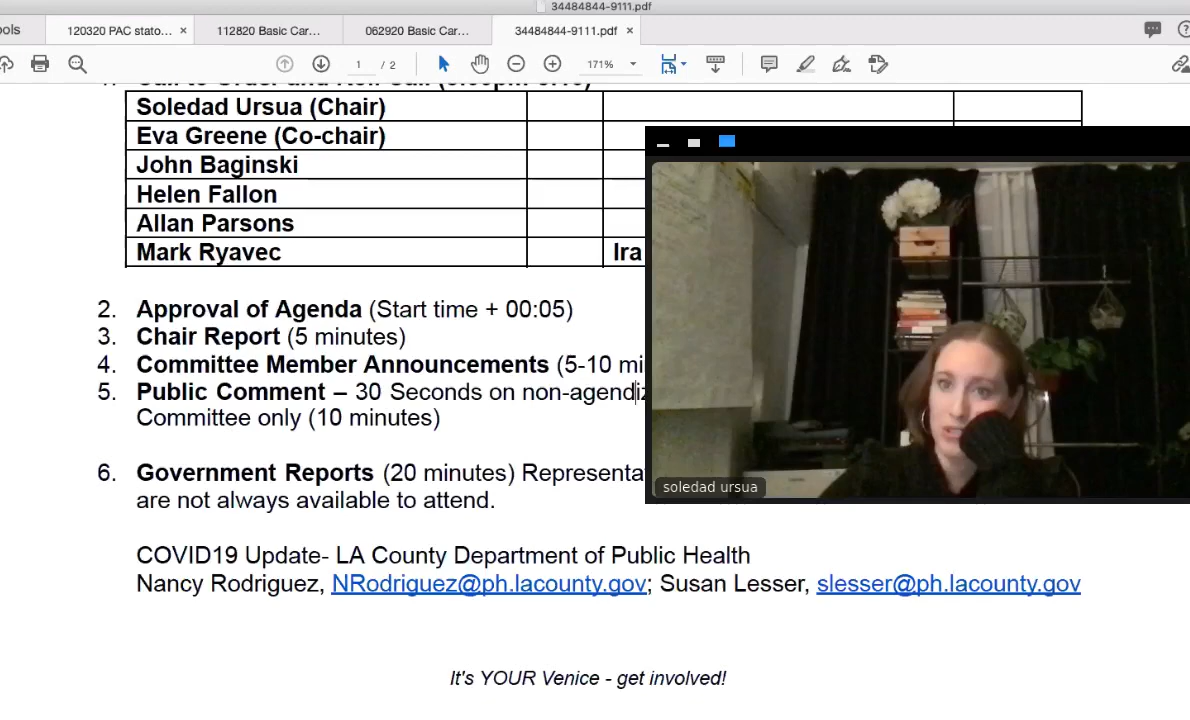 34484844-9111.pdf
ools
120320 PAC stato... ×
112820 Basic Car...
062920 Basic Car...
34484844-9111.pdf ×
1 / 2
171%
Soledad Ursua (Chair)
Eva Greene (Co-chair)
John Baginski
Helen Fallon
Allan Parsons
Mark Ryavec Ira
2. Approval of Agenda (Start time + 00:05)
3. Chair Report (5 minutes)
4. Committee Member Announcements (5-10 mi
5. Public Comment – 30 Seconds on non-agendiz
Committee only (10 minutes)
soledad ursua
6. Government Reports (20 minutes) Representa
are not always available to attend.
COVID19 Update- LA County Department of Public Health
Nancy Rodriguez, NRodriguez@ph.lacounty.gov; Susan Lesser, slesser@ph.lacounty.gov
It's YOUR Venice - get involved!